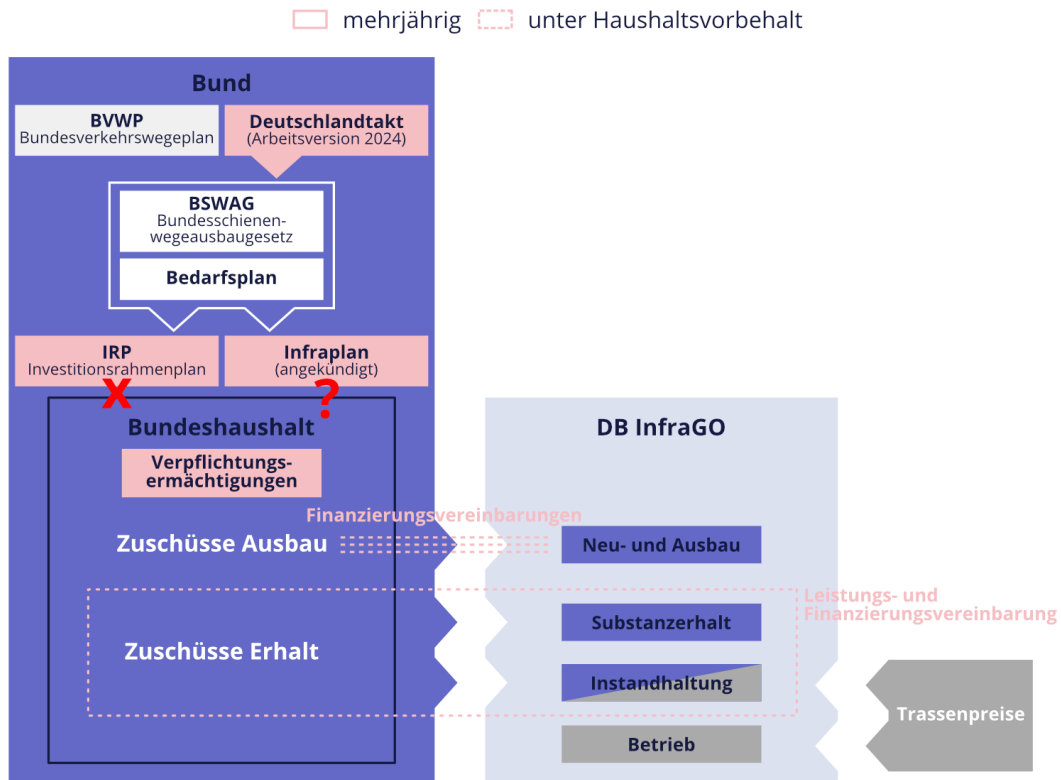 mehrjährig
unter Haushaltsvorbehalt
Bund
BVWP
Bundesverkehrswegeplan
Deutschlandtakt
(Arbeitsversion 2024)
BSWAG
Bundesschienen-
wegeausbaugesetz
Bedarfsplan
IRP
Investitionsrahmenplan
X
Infraplan
(angekündigt)
?
Bundeshaushalt
Verpflichtungs-
ermächtigungen
Finanzierungsvereinbarungen
Zuschüsse Ausbau
Zuschüsse Erhalt
DB InfraGO
Neu- und Ausbau
Leistungs- und
Finanzierungsvereinbarung
Substanzerhalt
Instandhaltung
Betrieb
Trassenpreise